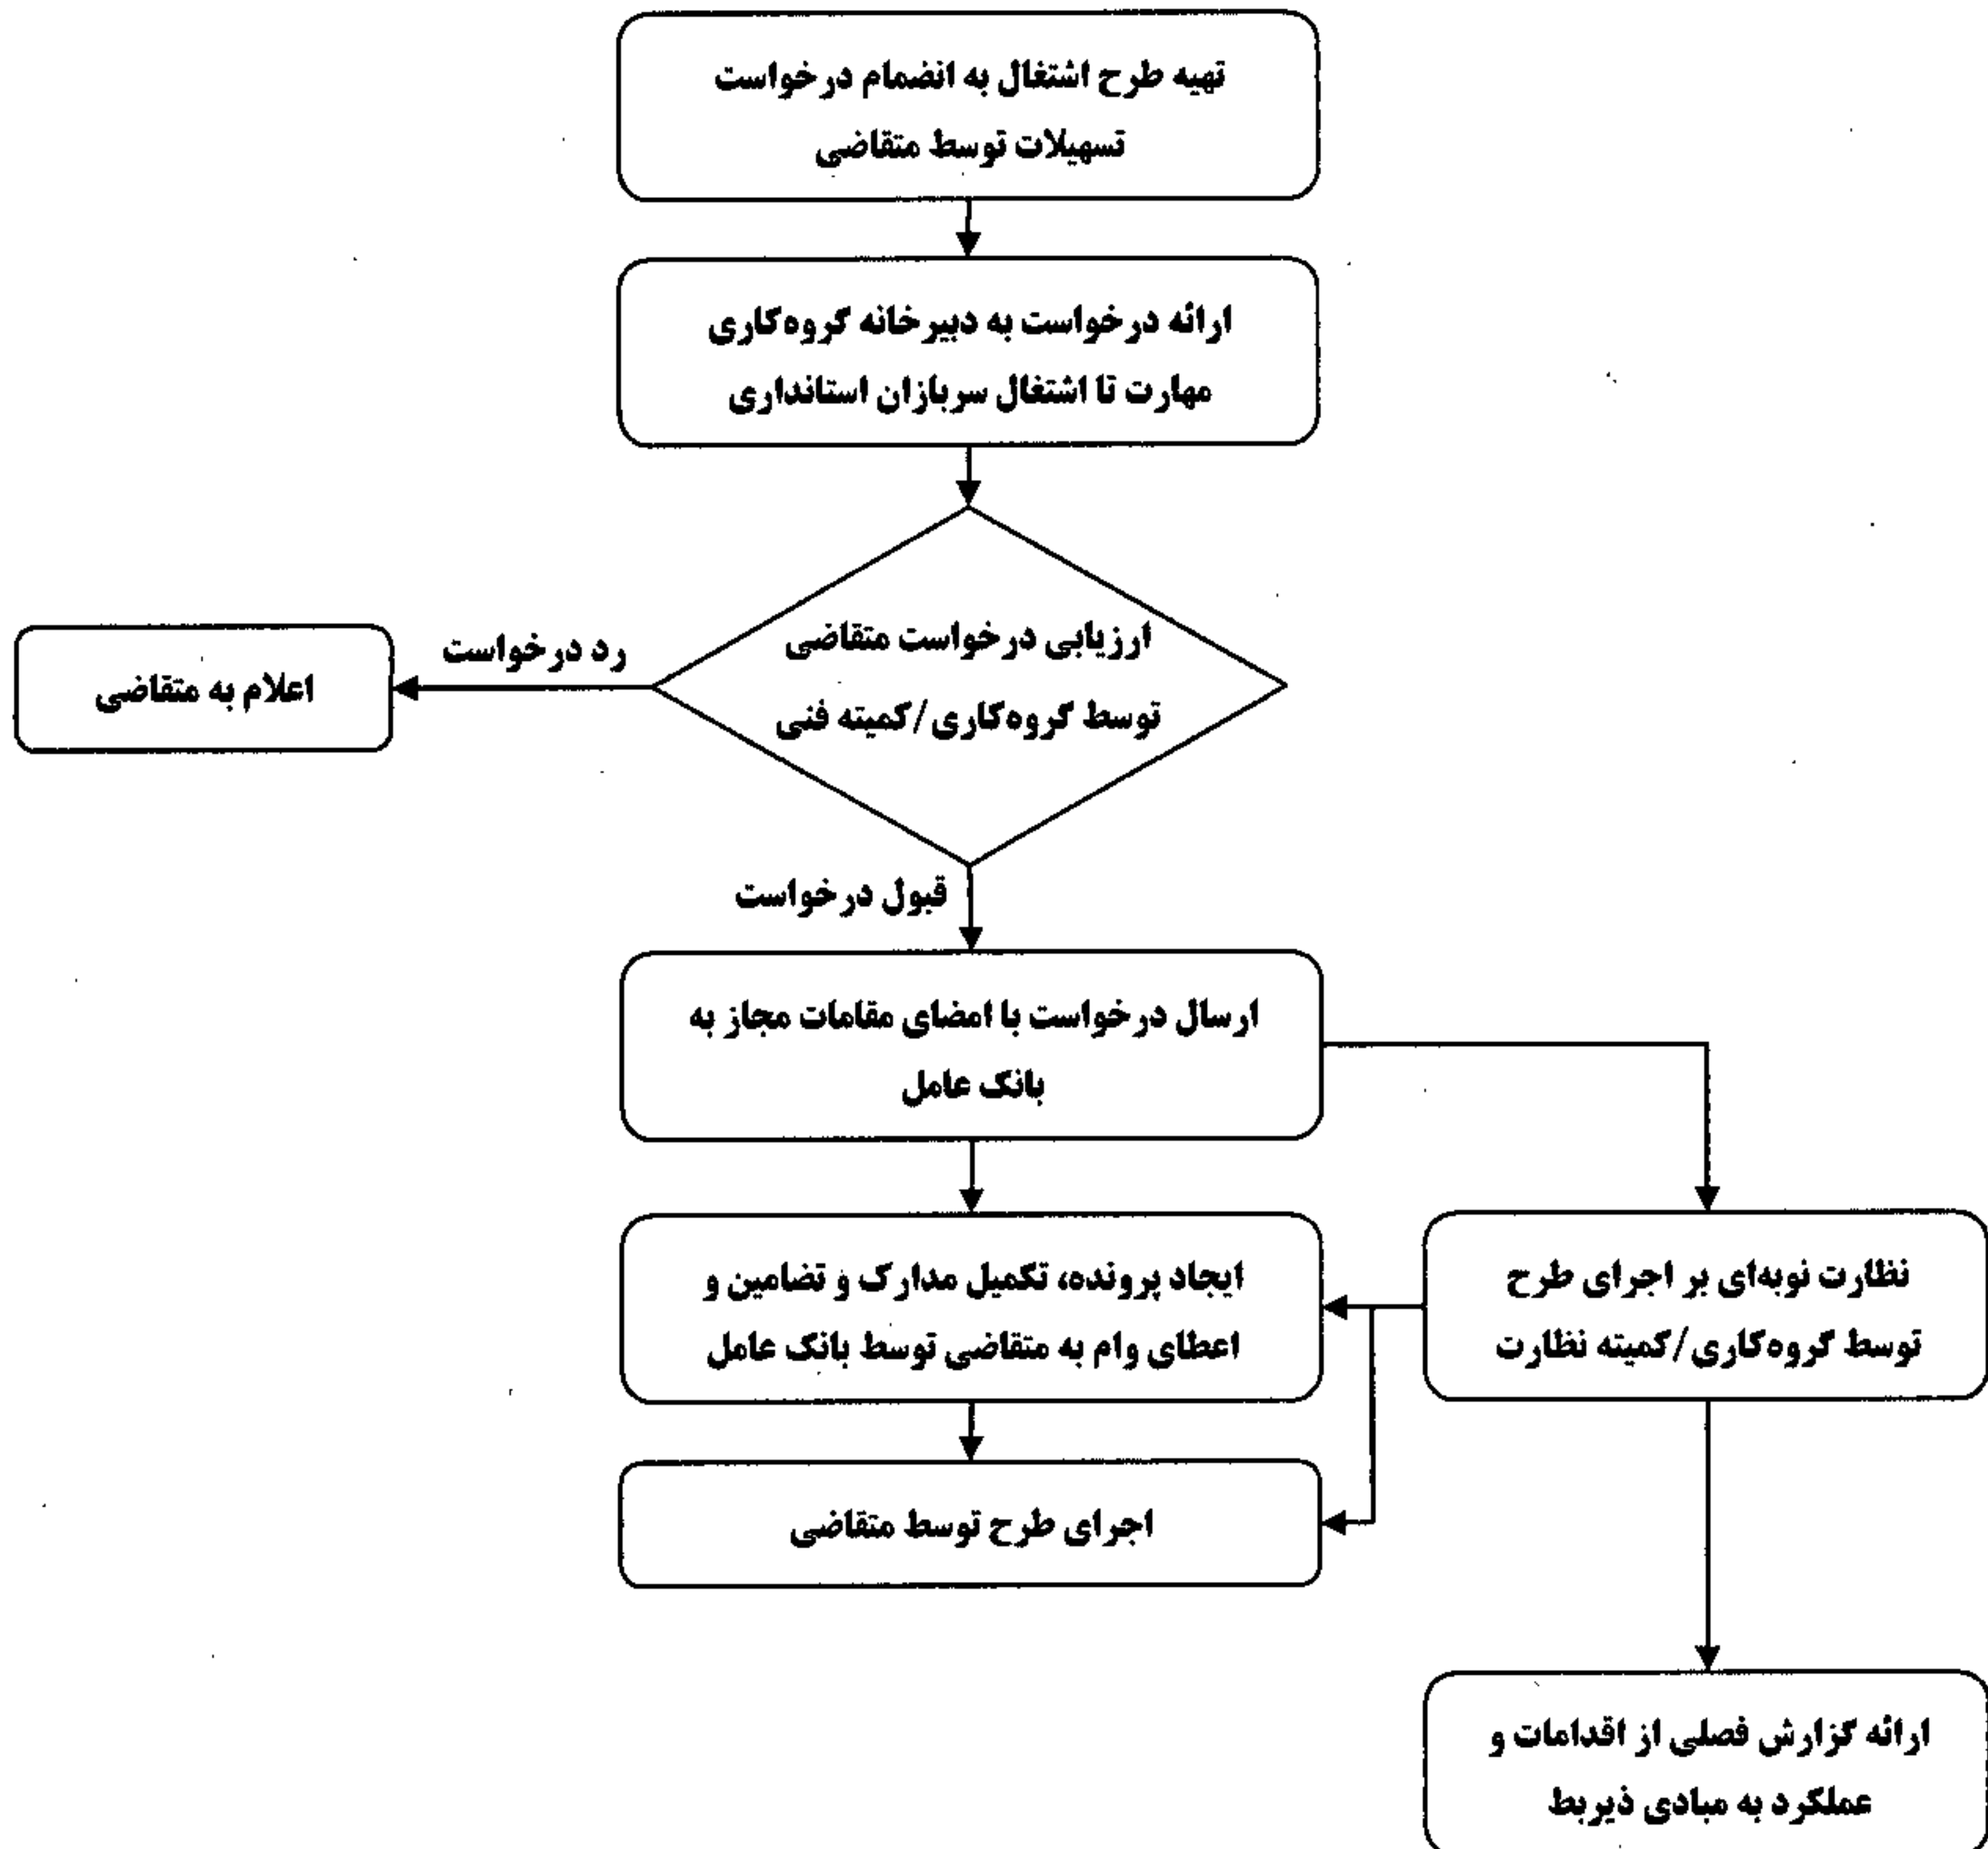 تهیه طرح اشتغال به انضمام درخواست
تسهیلات توسط متقاضی
ارائه درخواست به دبیرخانه گروه‌کاری
مهارت تا اشتغال سربازان استانداری
ارزیابی درخواست متقاضی
توسط گروه‌کاری/کمیته فنی
رد درخواست
اعلام به متقاضی
قبول درخواست
ارسال درخواست با امضای مقامات مجاز به
بانک عامل
ایجاد پرونده، تکمیل مدارک و تضامین و
اعطای وام به متقاضی توسط بانک عامل
نظارت نوبه‌ای بر اجرای طرح
توسط گروه‌کاری/کمیته نظارت
اجرای طرح توسط متقاضی
ارائه گزارش فصلی از اقدامات و
عملکرد به مبادی ذیربط